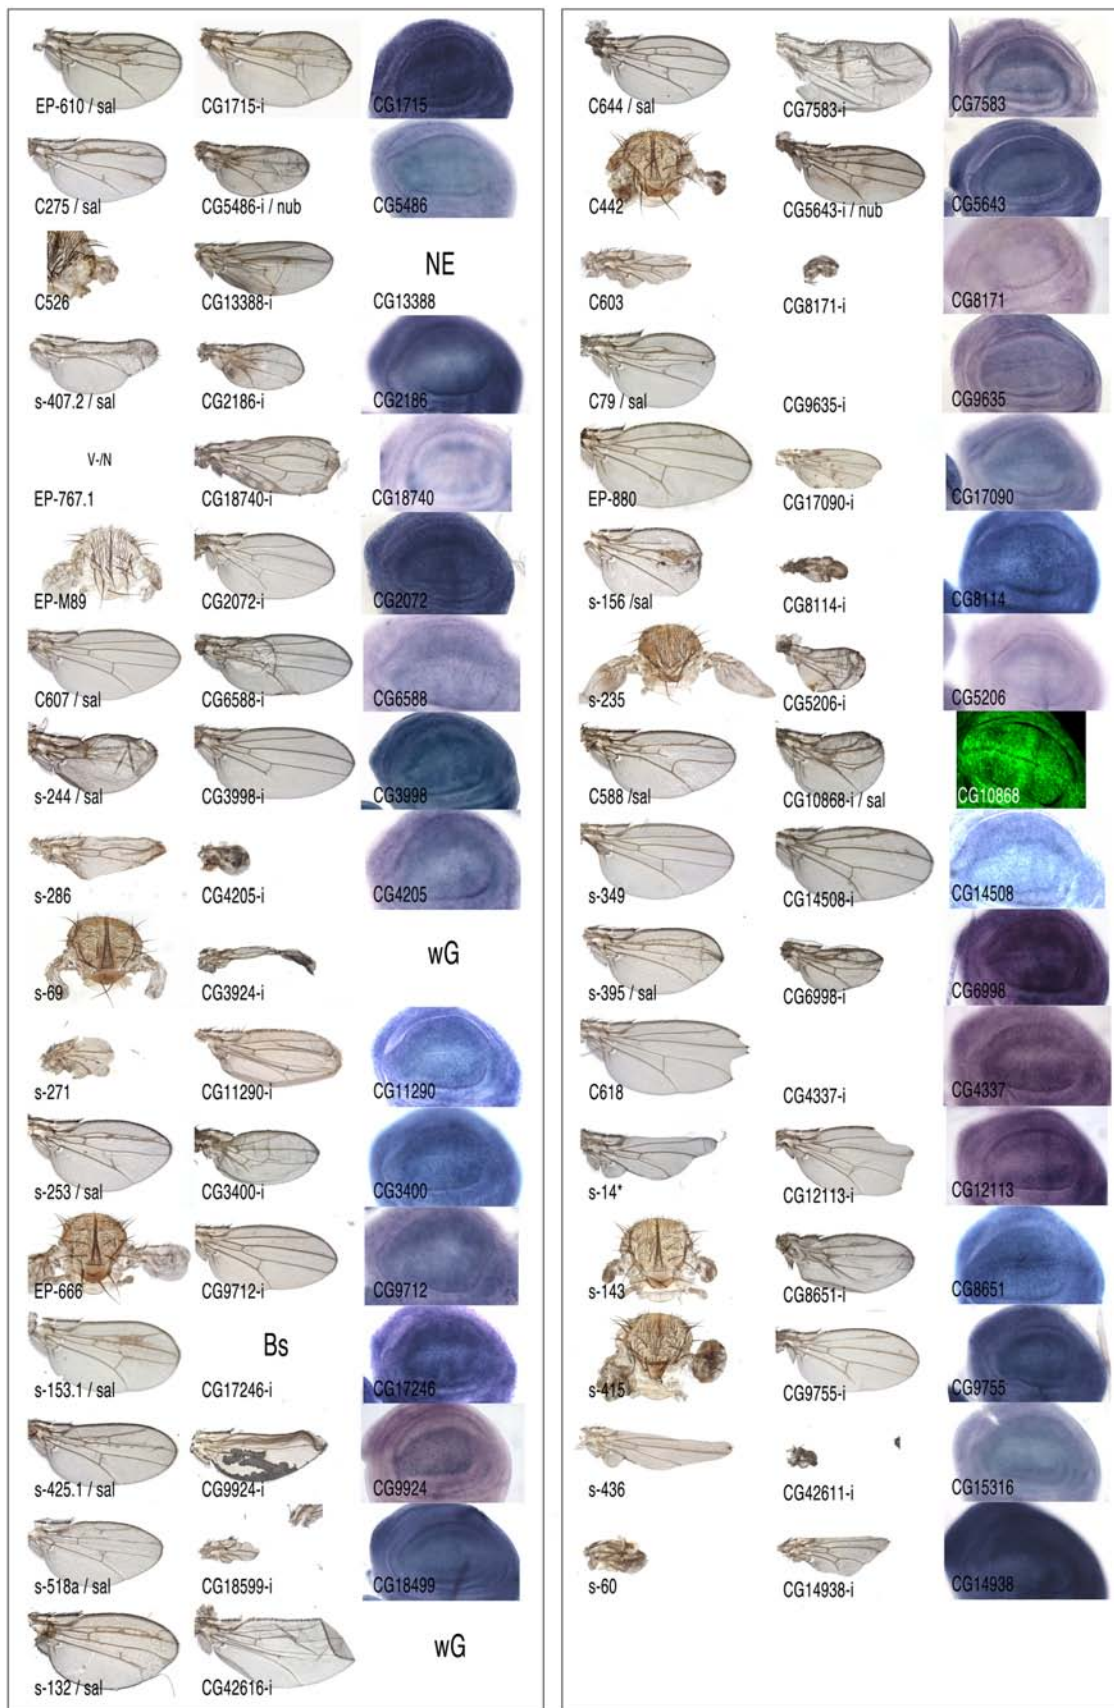 EP-610 / sal CG1715-i CG1715
C275 / sal CG5486-i / nub CG5486
C526 CG13388-i NE CG13388
s-407.2 / sal CG2186-i CG2186
V-/N
EP-767.1 CG18740-i CG18740
EP-M89 CG2072-i CG2072
C607 / sal CG6588-i CG6588
s-244 / sal CG3998-i CG3998
s-286 CG4205-i CG4205
s-69 CG3924-i wG
s-271 CG11290-i CG11290
s-253 / sal CG3400-i CG3400
EP-666 CG9712-i CG9712
Bs
s-153.1 / sal CG17246-i CG17246
s-425.1 / sal CG9924-i CG9924
s-518a / sal CG18599-i CG18499
s-132 / sal CG42616-i wG
C644 / sal CG7583-i CG7583
C442 CG5643-i / nub CG5643
C603 CG8171-i CG8171
C79 / sal CG9635-i CG9635
EP-880 CG17090-i CG17090
s-156 /sal CG8114-i CG8114
s-235 CG5206-i CG5206
C588 /sal CG10868-i / sal CG10868
s-349 CG14508-i CG14508
s-395 / sal CG6998-i CG6998
C618 CG4337-i CG4337
s-14* CG12113-i CG12113
s-143 CG8651-i CG8651
s-415 CG9755-i CG9755
s-436 CG42611-i CG15316
s-60 CG14938-i CG14938